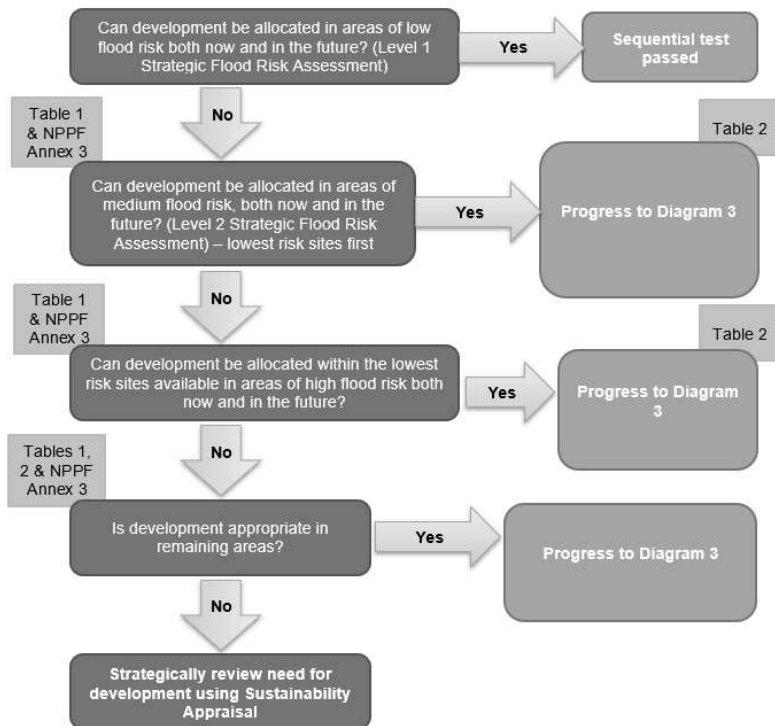 Can development be allocated in areas of low
flood risk both now and in the future? (Level 1
Strategic Flood Risk Assessment)
Yes
Sequential test
passed
Table 1
& NPPF
Annex 3
No
Table 2
Can development be allocated in areas of
medium flood risk, both now and in the
future? (Level 2 Strategic Flood Risk
Assessment) – lowest risk sites first
Yes
Progress to Diagram 3
Table 1
& NPPF
Annex 3
No
Table 2
Can development be allocated within the lowest
risk sites available in areas of high flood risk both
now and in the future?
Yes
Progress to Diagram
3
Tables 1,
2 & NPPF
Annex 3
No
Is development appropriate in
remaining areas?
Yes
Progress to Diagram 3
No
Strategically review need for
development using Sustainability
Appraisal